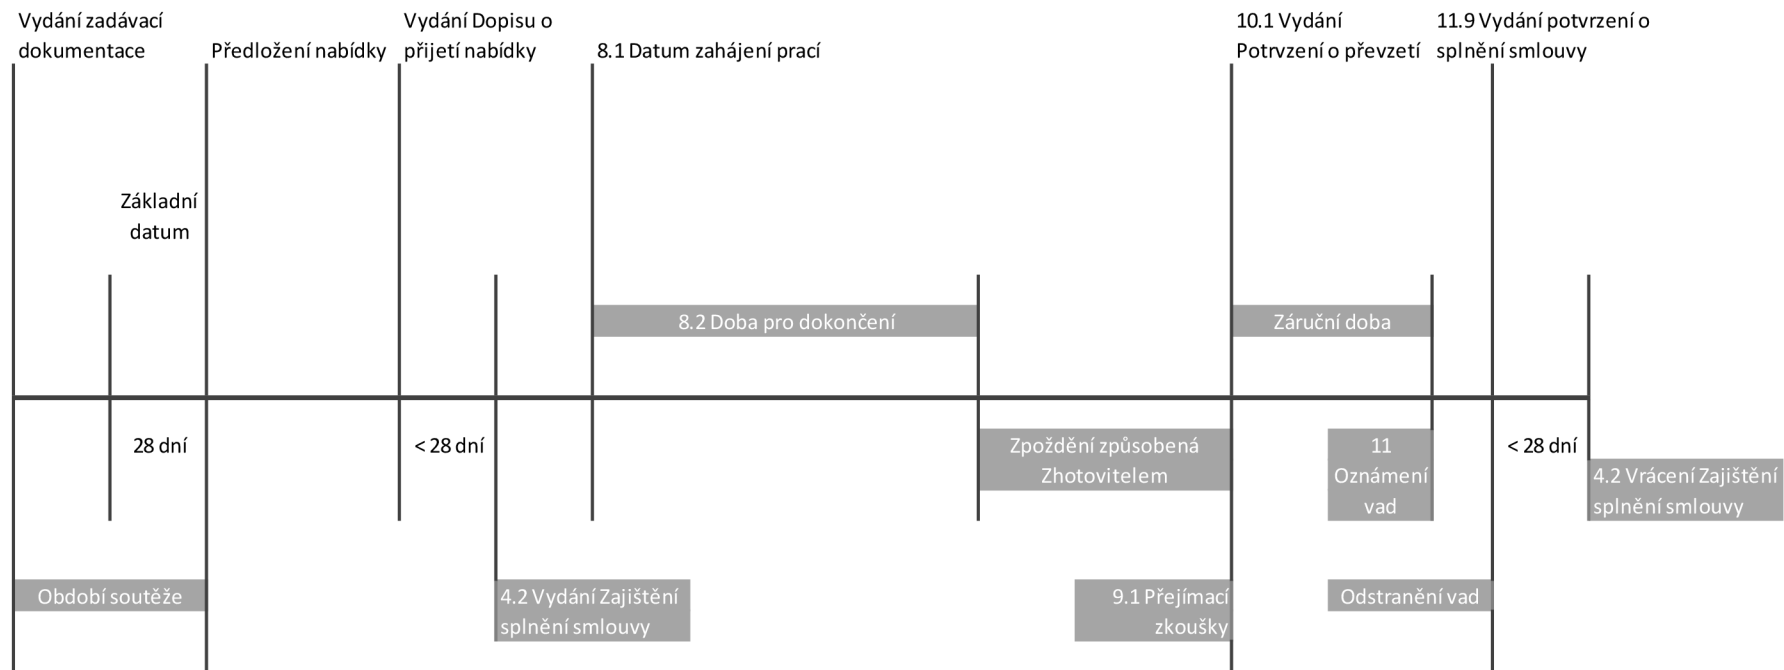 Vydání zadávací
dokumentace
Předložení nabídky
Vydání Dopisu o
přijetí nabídky
8.1 Datum zahájení prací
10.1 Vydání
Potrvzení o převzetí
11.9 Vydání potvrzení o
splnění smlouvy
Základní
datum
8.2 Doba pro dokončení
Záruční doba
28 dní
< 28 dní
Zpoždění způsobená
Zhotovitelem
11
Oznámení
vad
< 28 dní
4.2 Vrácení Zajištění
splnění smlouvy
Období soutěže
4.2 Vydání Zajištění
splnění smlouvy
9.1 Přejímací
zkoušky
Odstranění vad